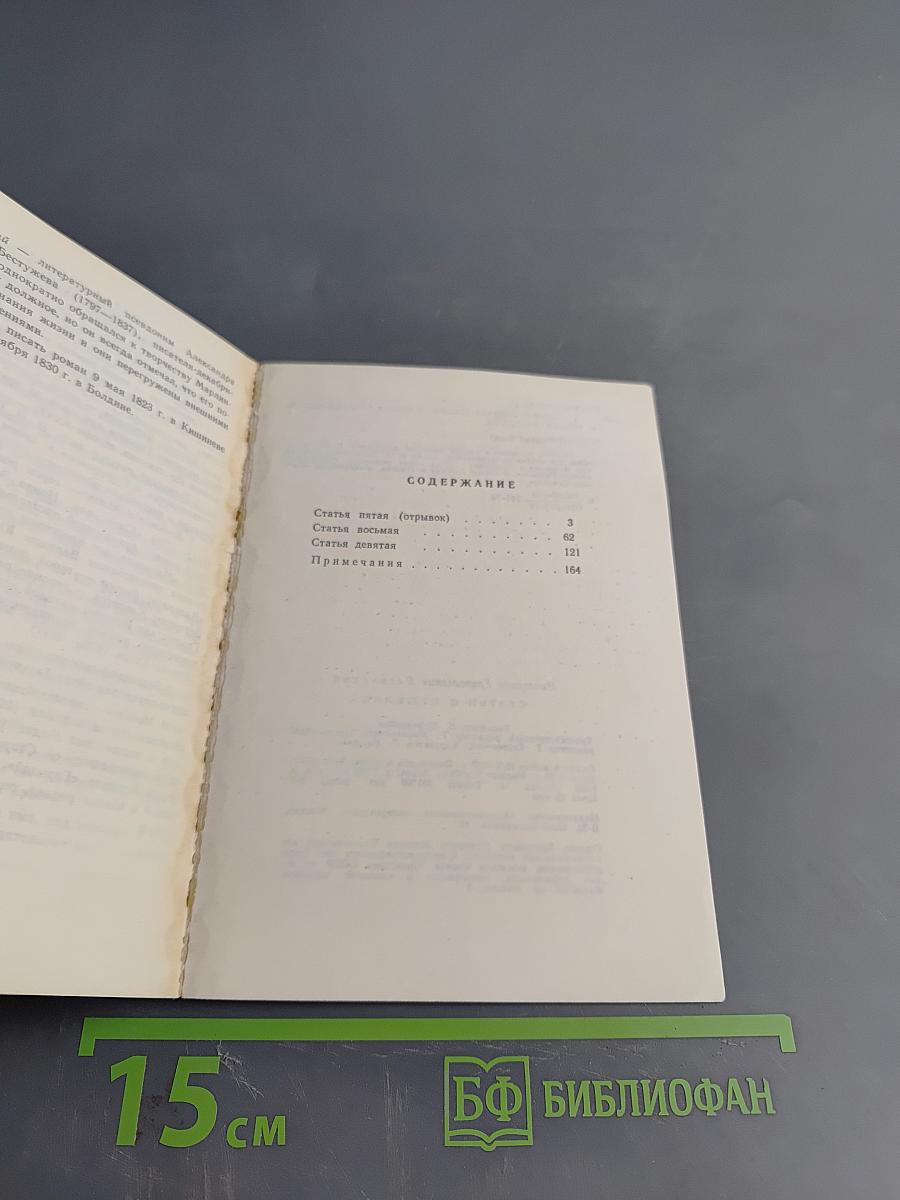 ий — литературный псевдоним Александра
Бестужева (1797—1837), писателя-декабри-
однократно обращался к творчеству Марлин-
должное, но он всегда отмечал, что его по-
нания жизни и они перегружены внешними
ениями.
писать роман 9 мая 1823 г. в Кишиневе
ября 1830 г. в Болдине.
СОДЕРЖАНИЕ
Статья пятая (отрывок) . . . . . . . 3
Статья восьмая . . . . . . . . . . 62
Статья девятая . . . . . . . . . . 121
Примечания . . . . . . . . . . . . 164
15 см
БФ БИБЛИОФАН